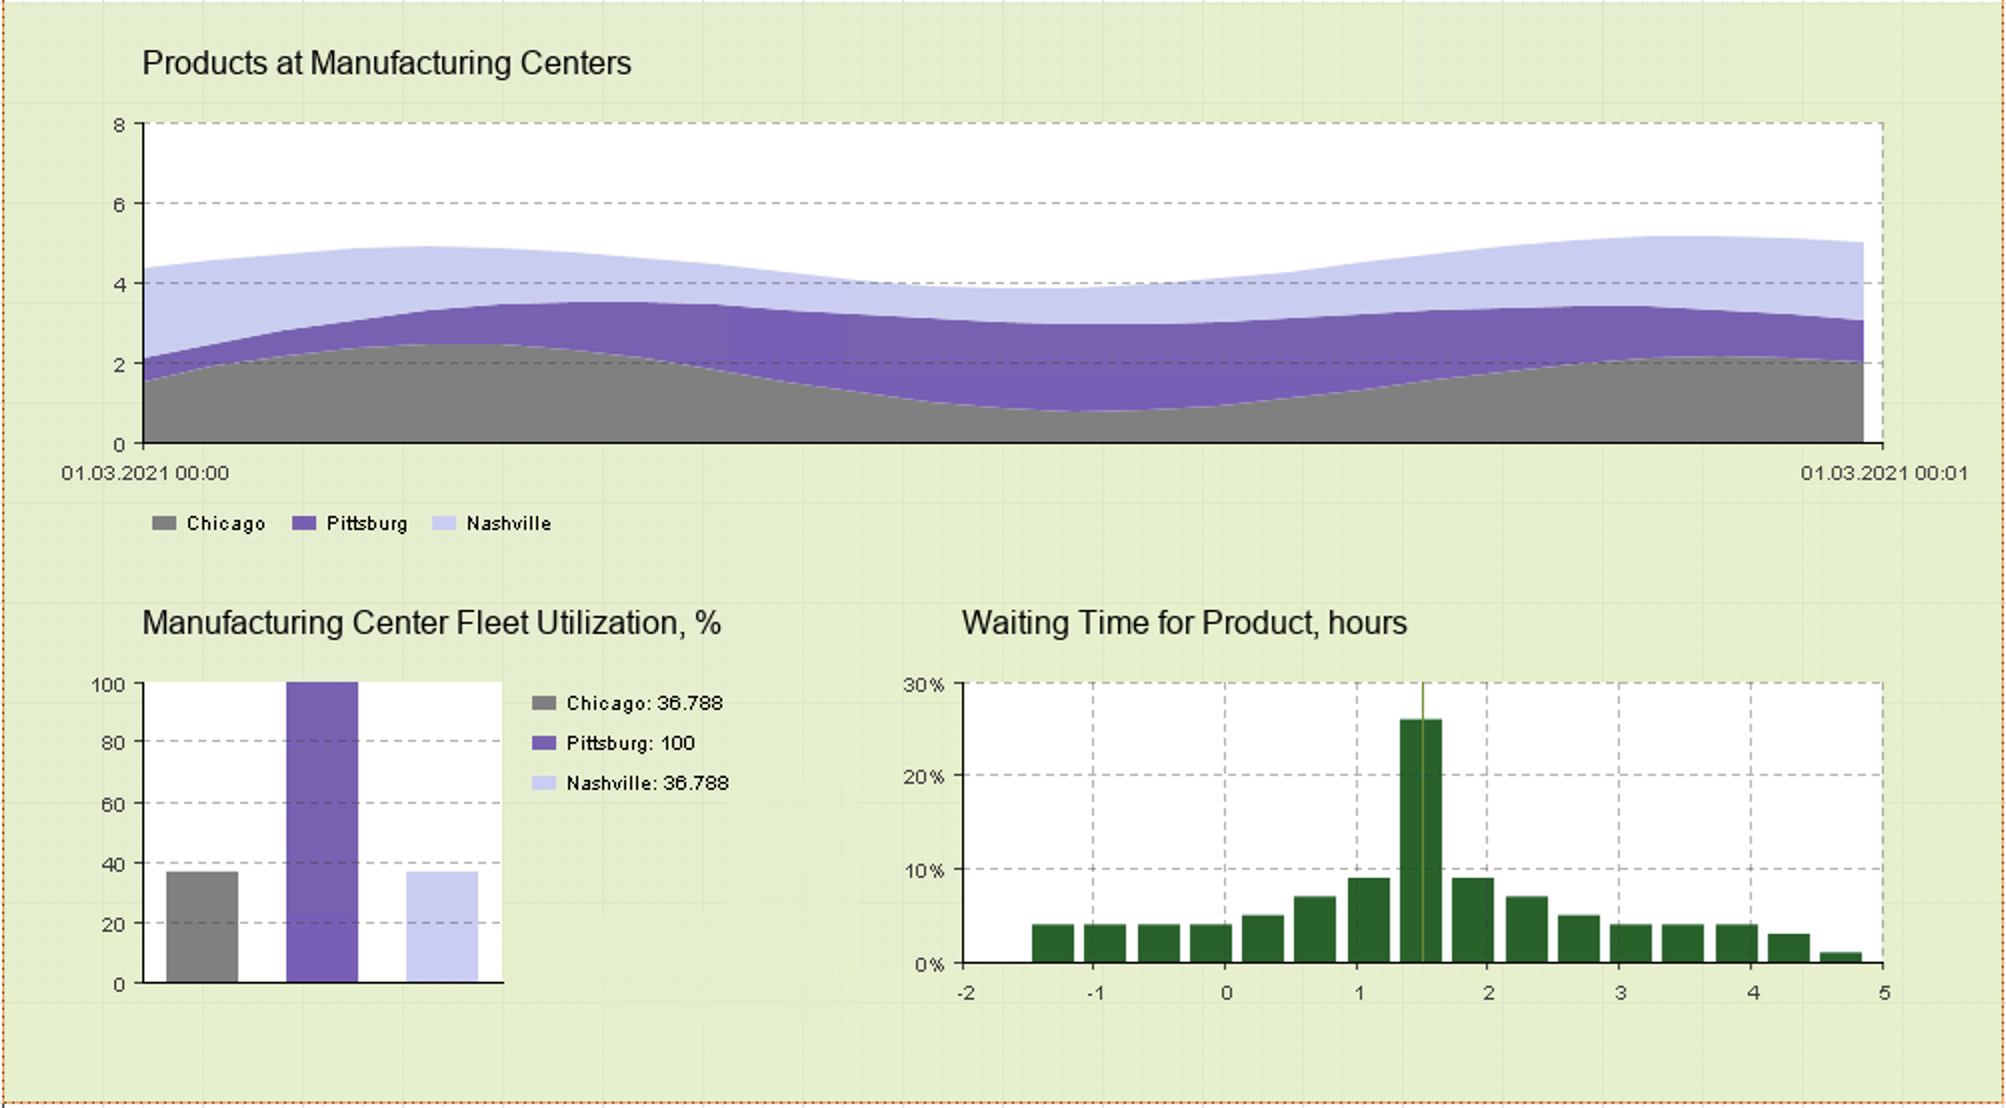 Products at Manufacturing Centers
8
6
4
2
0
01.03.2021 00:00 01.03.2021 00:01
Chicago Pittsburg Nashville
Manufacturing Center Fleet Utilization, %
100
80
60
40
20
0
Chicago: 36.788
Pittsburg: 100
Nashville: 36.788
Waiting Time for Product, hours
30%
20%
10%
0%
-2 -1 0 1 2 3 4 5